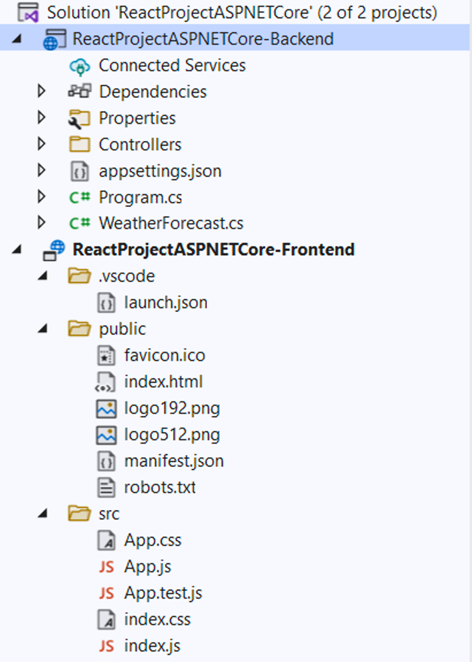 Solution 'ReactProjectASPNETCore' (2 of 2 projects)
ReactProjectASPNETCore-Backend
Connected Services
Dependencies
Properties
Controllers
appsettings.json
C# Program.cs
C# WeatherForecast.cs
ReactProjectASPNETCore-Frontend
.vscode
launch.json
public
favicon.ico
index.html
logo192.png
logo512.png
manifest.json
robots.txt
src
App.css
JS App.js
JS App.test.js
index.css
JS index.js